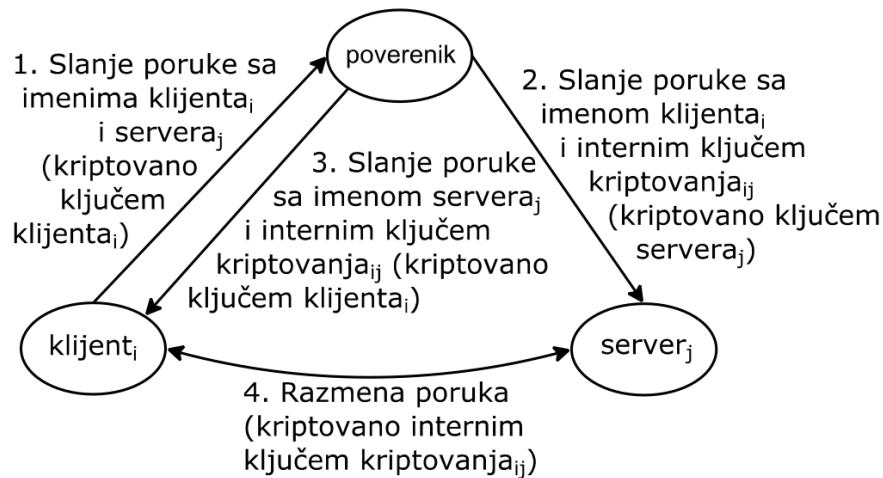 poverenik
1. Slanje poruke sa
imenima klijentaᵢ
i serveraⱼ
(kriptovano
ključem
klijentaᵢ)
2. Slanje poruke sa
imenom klijentaᵢ
i internim ključem
kriptovanjaᵢⱼ
(kriptovano ključem
serveraⱼ)
3. Slanje poruke
sa imenom serveraⱼ
i internim ključem
kriptovanjaᵢⱼ (kriptovano
ključem klijentaᵢ)
klijentᵢ
serverⱼ
4. Razmena poruka
(kriptovano internim
ključem kriptovanjaᵢⱼ)